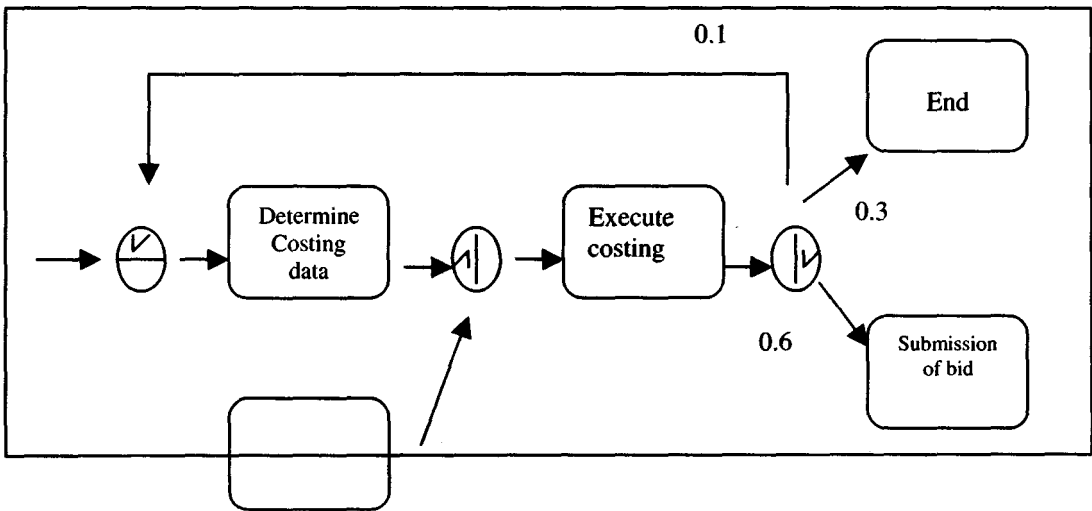 0.1
End
Determine
Costing
data
Execute
costing
0.3
0.6
Submission
of bid